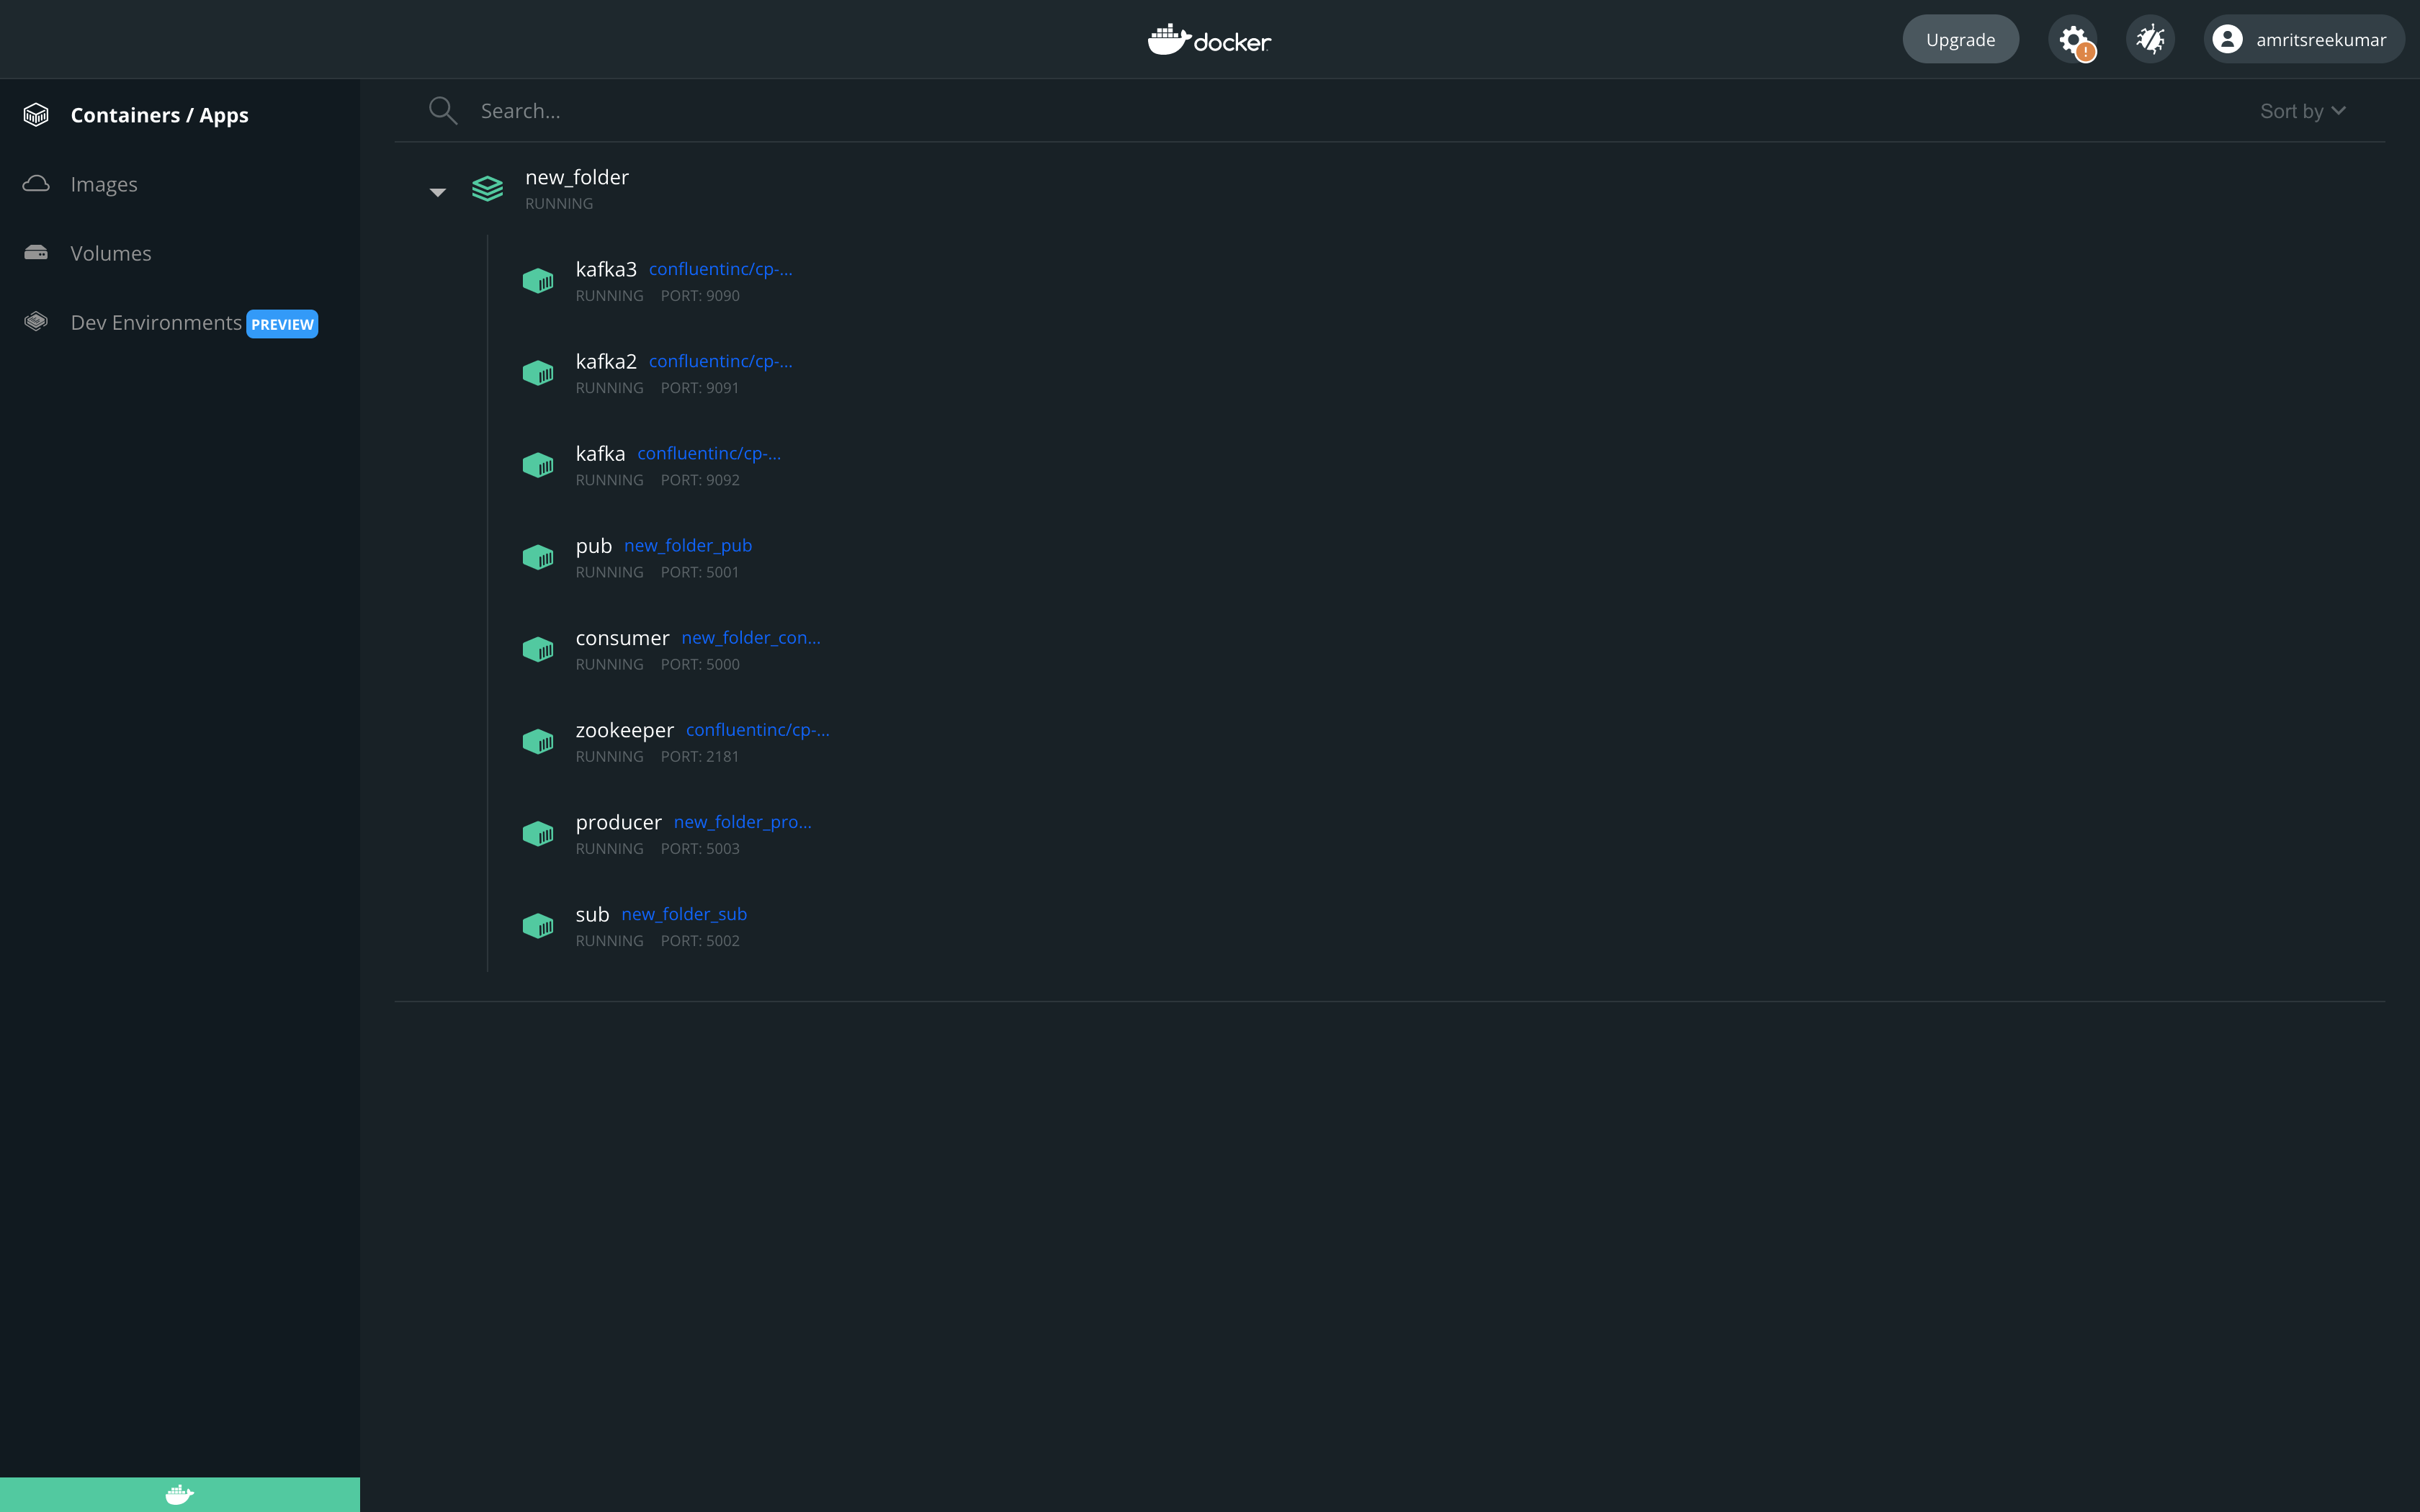 docker
Upgrade
amritsreekumar
Containers / Apps
Images
Volumes
Dev Environments PREVIEW
Search...
Sort by
new_folder
RUNNING
kafka3 confluentinc/cp-...
RUNNING PORT: 9090
kafka2 confluentinc/cp-...
RUNNING PORT: 9091
kafka confluentinc/cp-...
RUNNING PORT: 9092
pub new_folder_pub
RUNNING PORT: 5001
consumer new_folder_con...
RUNNING PORT: 5000
zookeeper confluentinc/cp-...
RUNNING PORT: 2181
producer new_folder_pro...
RUNNING PORT: 5003
sub new_folder_sub
RUNNING PORT: 5002